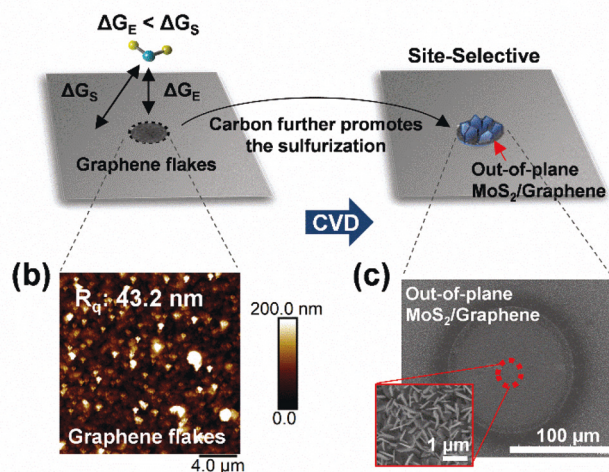 ΔG_E < ΔG_S
Site-Selective
ΔG_S
ΔG_E
Carbon further promotes
the sulfurization
Graphene flakes
Out-of-plane
MoS₂/Graphene
CVD
(b)
(c)
R_q: 43.2 nm
200.0 nm
0.0
Graphene flakes
4.0 µm
Out-of-plane
MoS₂/Graphene
1 µm
100 µm